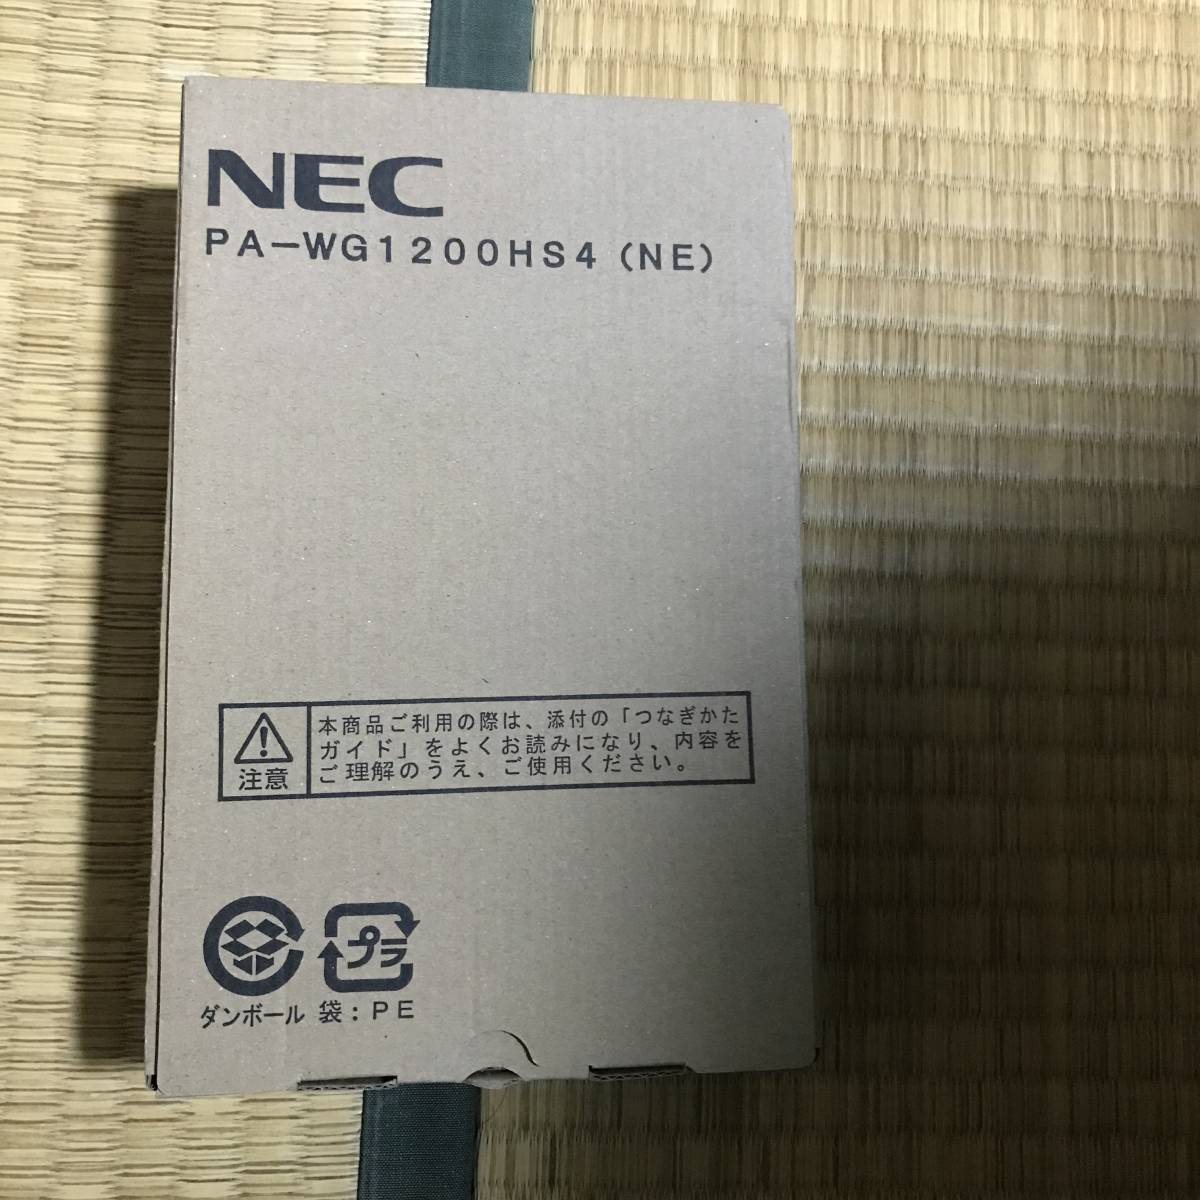 NEC
PA-WG1200HS4 (NE)
注意
本商品ご利用の際は、添付の「つなぎかた
ガイド」をよくお読みになり、内容を
ご理解のうえ、ご使用ください。
プラ
ダンボール 袋：PE